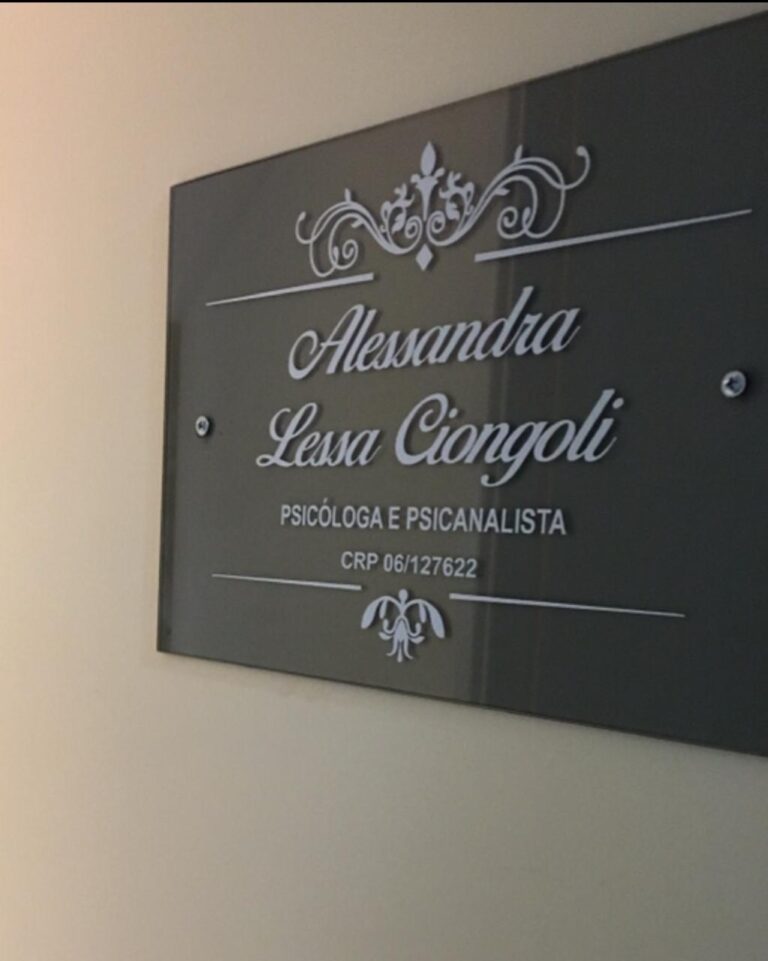 Alessandra
Lessa Ciongoli
PSICÓLOGA E PSICANALISTA
CRP 06/127622